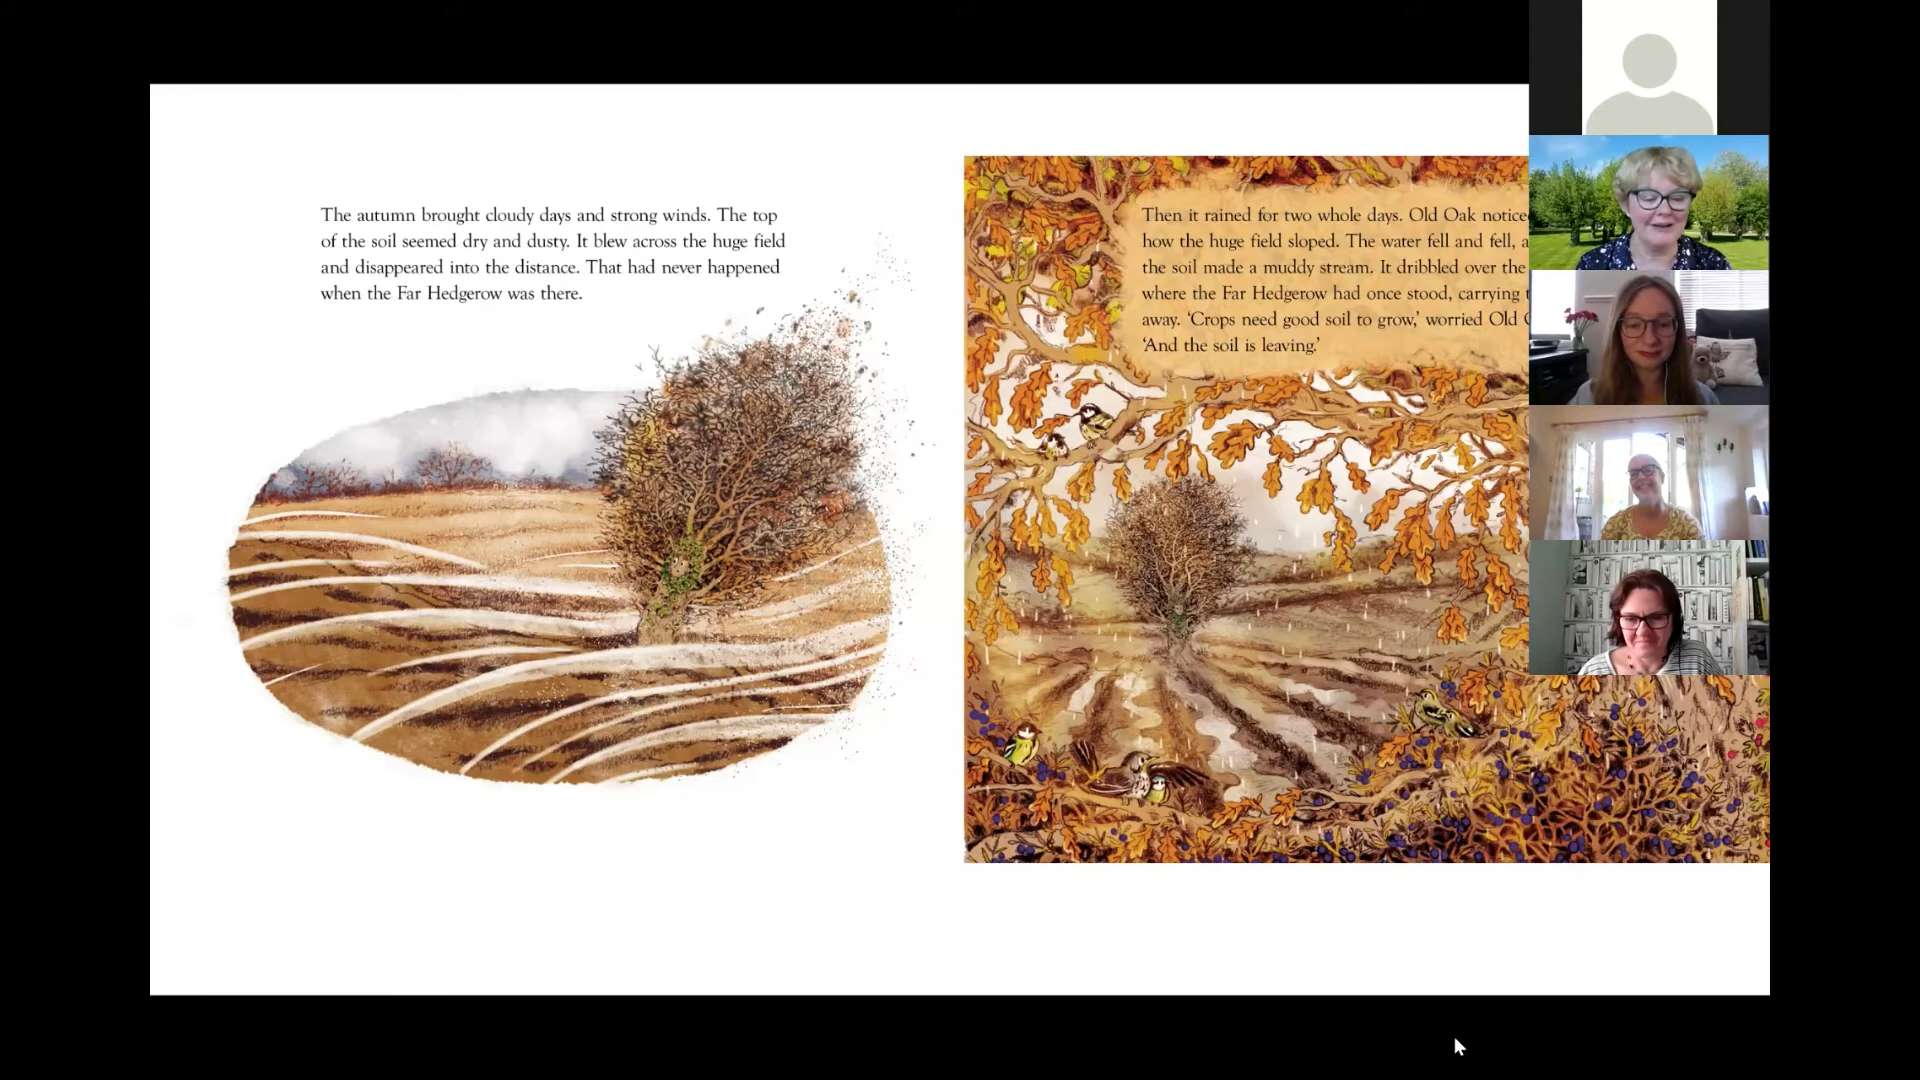 The autumn brought cloudy days and strong winds. The top
of the soil seemed dry and dusty. It blew across the huge field
and disappeared into the distance. That had never happened
when the Far Hedgerow was there.
Then it rained for two whole days. Old Oak
how the huge field sloped. The water fell and fell,
the soil made a muddy stream. It dribbled over the
where the Far Hedgerow had once stood, carrying
away. ‘Crops need good soil to grow,’ worried Old
‘And the soil is leaving.’